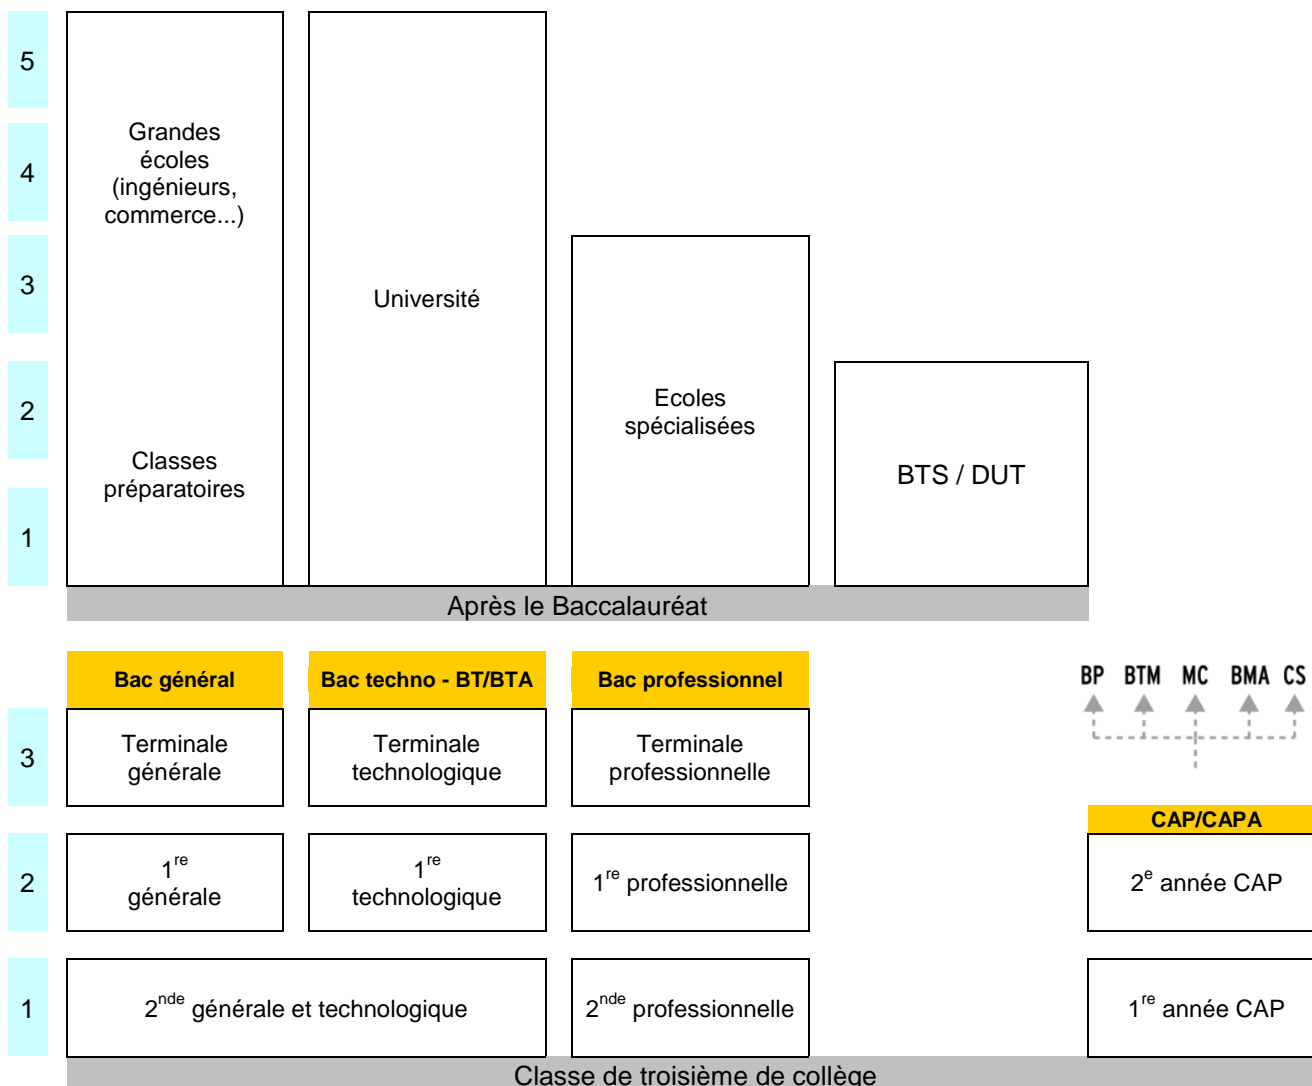 5
Grandes
écoles
(ingénieurs,
commerce...)
4
3
Université
2
Ecoles
spécialisées
Classes
préparatoires
BTS / DUT
1
Après le Baccalauréat
Bac général
Bac techno - BT/BTA
Bac professionnel
BP BTM MC BMA CS
3
Terminale
générale
Terminale
technologique
Terminale
professionnelle
CAP/CAPA
2
1re
générale
1re
technologique
1re professionnelle
2e année CAP
1
2nde générale et technologique
2nde professionnelle
1re année CAP
Classe de troisième de collège